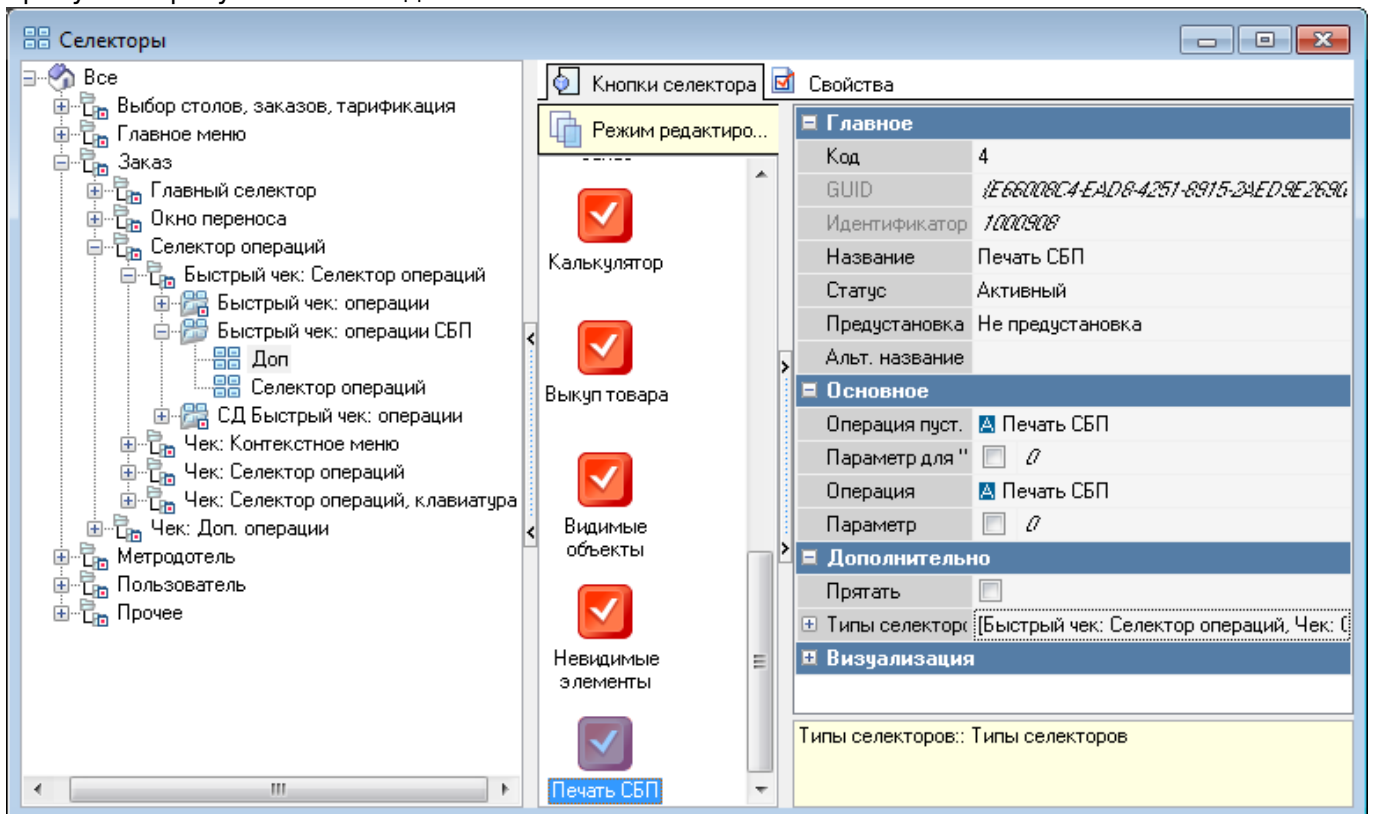 Селекторы
Все
Выбор столов, заказов, тарификация
Главное меню
Заказ
Главный селектор
Окно переноса
Селектор операций
Быстрый чек: Селектор операций
Быстрый чек: операции
Быстрый чек: операции СБП
Доп
Селектор операций
СД Быстрый чек: операции
Чек: Контекстное меню
Чек: Селектор операций
Чек: Селектор операций, клавиатура
Чек: Доп. операции
Метродотель
Пользователь
Прочее
Кнопки селектора
Свойства
Режим редактиро...
Калькулятор
Выкуп товара
Видимые
объекты
Невидимые
элементы
Печать СБП
Главное
Код 4
GUID
Идентификатор 1000908
Название Печать СБП
Статус Активный
Предустановка Не предустановка
Альт. название
Основное
Операция пуст. Печать СБП
Параметр для " 0
Операция Печать СБП
Параметр 0
Дополнительно
Прятать
Типы селекторо [Быстрый чек: Селектор операций, Чек: С
Визуализация
Типы селекторов:: Типы селекторов